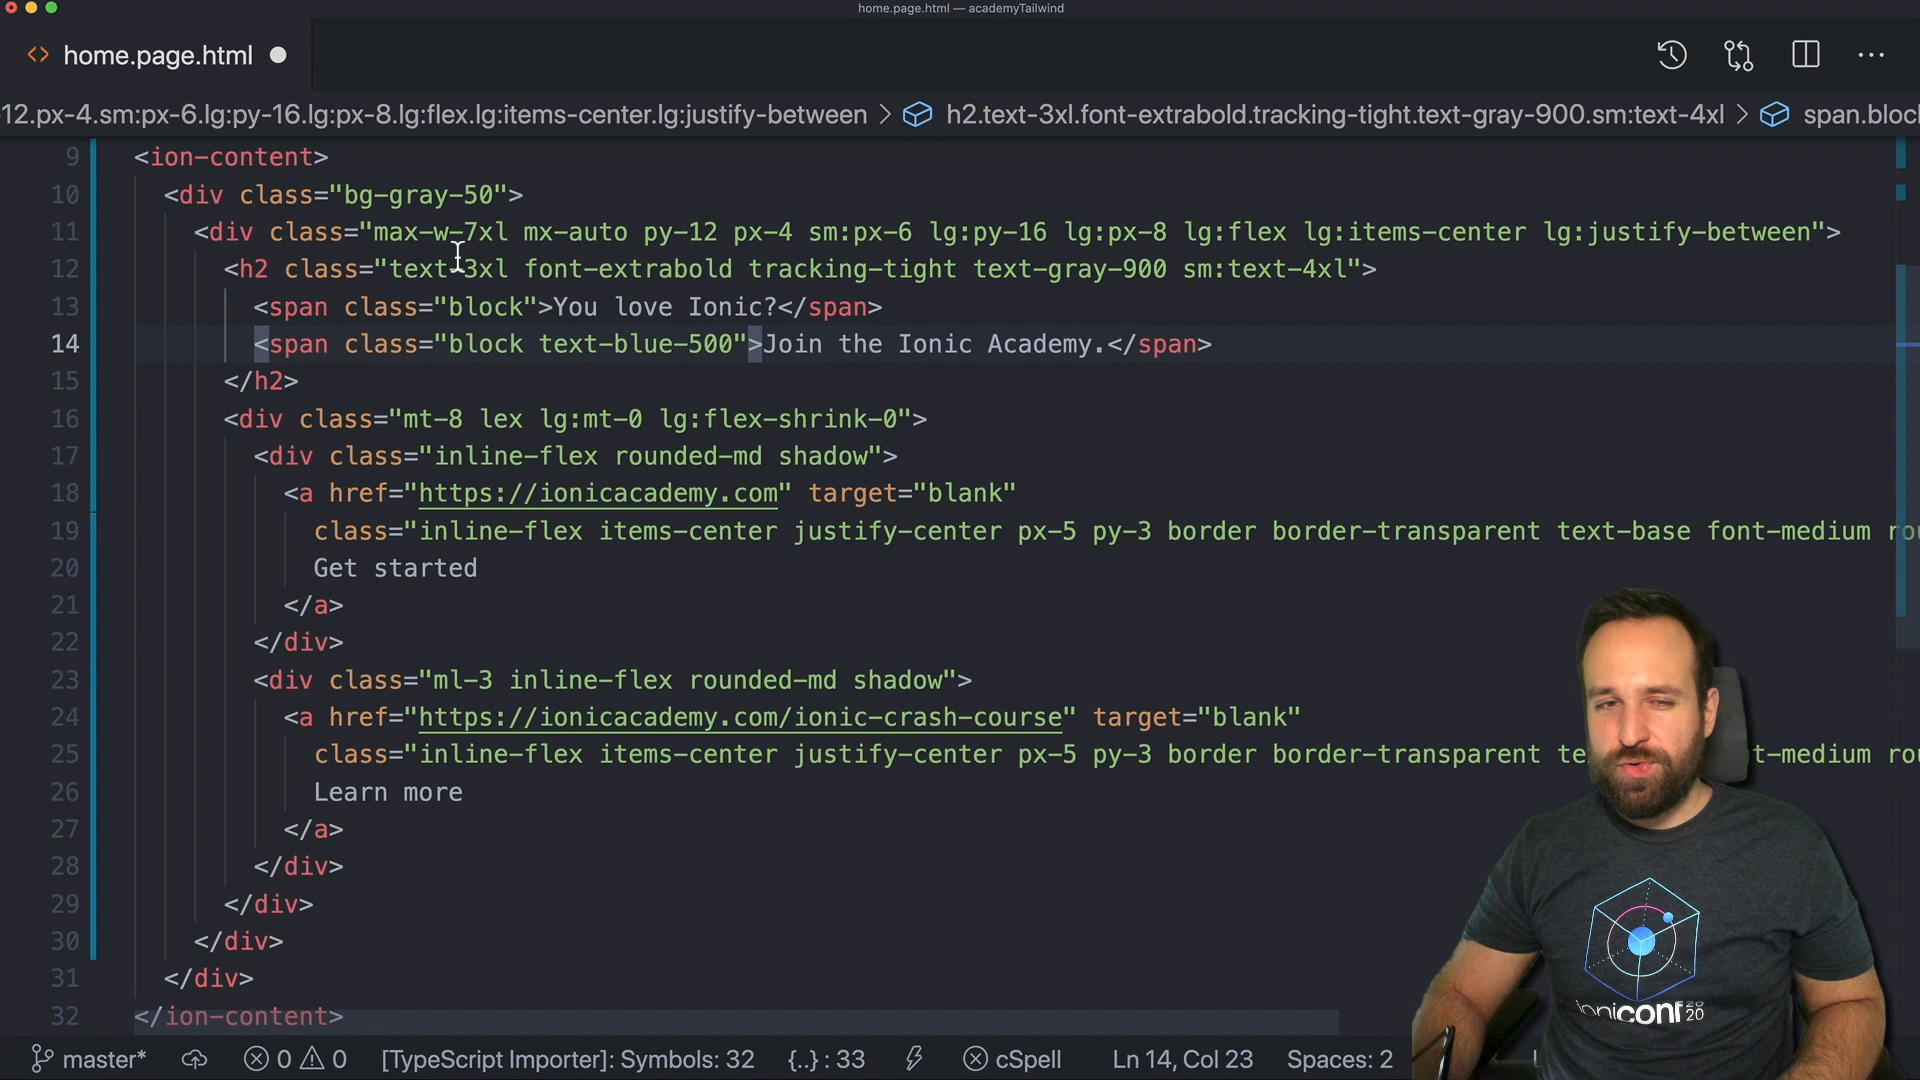 home.page.html — academyTailwind
<> home.page.html
12.px-4.sm:px-6.lg:py-16.lg:px-8.lg:flex.lg:items-center.lg:justify-between > h2.text-3xl.font-extrabold.tracking-tight.text-gray-900.sm:text-4xl > span.bloc
9 <ion-content>
10 <div class="bg-gray-50">
11 <div class="max-w-7xl mx-auto py-12 px-4 sm:px-6 lg:py-16 lg:px-8 lg:flex lg:items-center lg:justify-between">
12 <h2 class="text-3xl font-extrabold tracking-tight text-gray-900 sm:text-4xl">
13 <span class="block">You love Ionic?</span>
14 <span class="block text-blue-500">Join the Ionic Academy.</span>
15 </h2>
16 <div class="mt-8 lex lg:mt-0 lg:flex-shrink-0">
17 <div class="inline-flex rounded-md shadow">
18 <a href="https://ionicacademy.com" target="blank"
19 class="inline-flex items-center justify-center px-5 py-3 border border-transparent text-base font-medium rou
20 Get started
21 </a>
22 </div>
23 <div class="ml-3 inline-flex rounded-md shadow">
24 <a href="https://ionicacademy.com/ionic-crash-course" target="blank"
25 class="inline-flex items-center justify-center px-5 py-3 border border-transparent te t-medium rou
26 Learn more
27 </a>
28 </div>
29 </div>
30 </div>
31 </div>
32 </ion-content>
ioniconf 2020
master* 0 0 [TypeScript Importer]: Symbols: 32 {..} : 33 cSpell Ln 14, Col 23 Spaces: 2